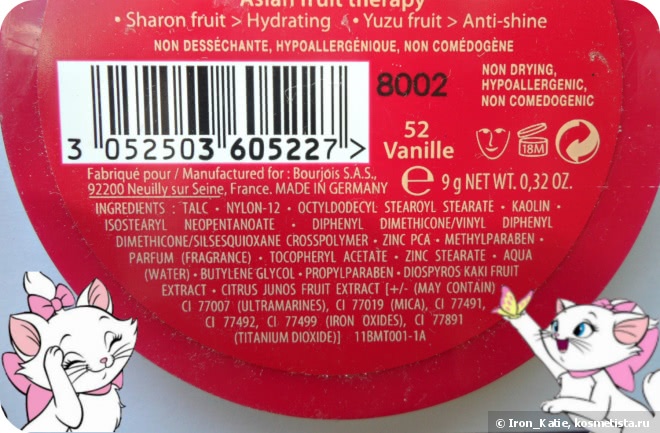 Asian fruit therapy
• Sharon fruit > Hydrating • Yuzu fruit > Anti-shine
NON DESSÉCHANTE, HYPOALLERGÉNIQUE, NON COMÉDOGÈNE
8002
NON DRYING,
HYPOALLERGENIC,
NON COMEDOGENIC
3 052503 605227 >
52
Vanille
18M
Fabriqué pour / Manufactured for : Bourjois S.A.S.,
92200 Neuilly sur Seine, France. MADE IN GERMANY
e 9 g NET WT. 0,32 OZ.
INGREDIENTS : TALC • NYLON-12 • OCTYLDODECYL STEAROYL STEARATE • KAOLIN •
ISOSTEARYL NEOPENTANOATE • DIPHENYL DIMETHICONE/VINYL DIPHENYL
DIMETHICONE/SILSESQUIOXANE CROSSPOLYMER • ZINC PCA • METHYLPARABEN •
PARFUM (FRAGRANCE) • TOCOPHERYL ACETATE • ZINC STEARATE • AQUA
(WATER) • BUTYLENE GLYCOL • PROPYLPARABEN • DIOSPYROS KAKI FRUIT
EXTRACT • CITRUS JUNOS FRUIT EXTRACT [+/- (MAY CONTAIN)
CI 77007 (ULTRAMARINES), CI 77019 (MICA), CI 77491,
CI 77492, CI 77499 (IRON OXIDES), CI 77891
(TITANIUM DIOXIDE)] 11BMT001-1A
© Iron_Katie, kosmetista.ru